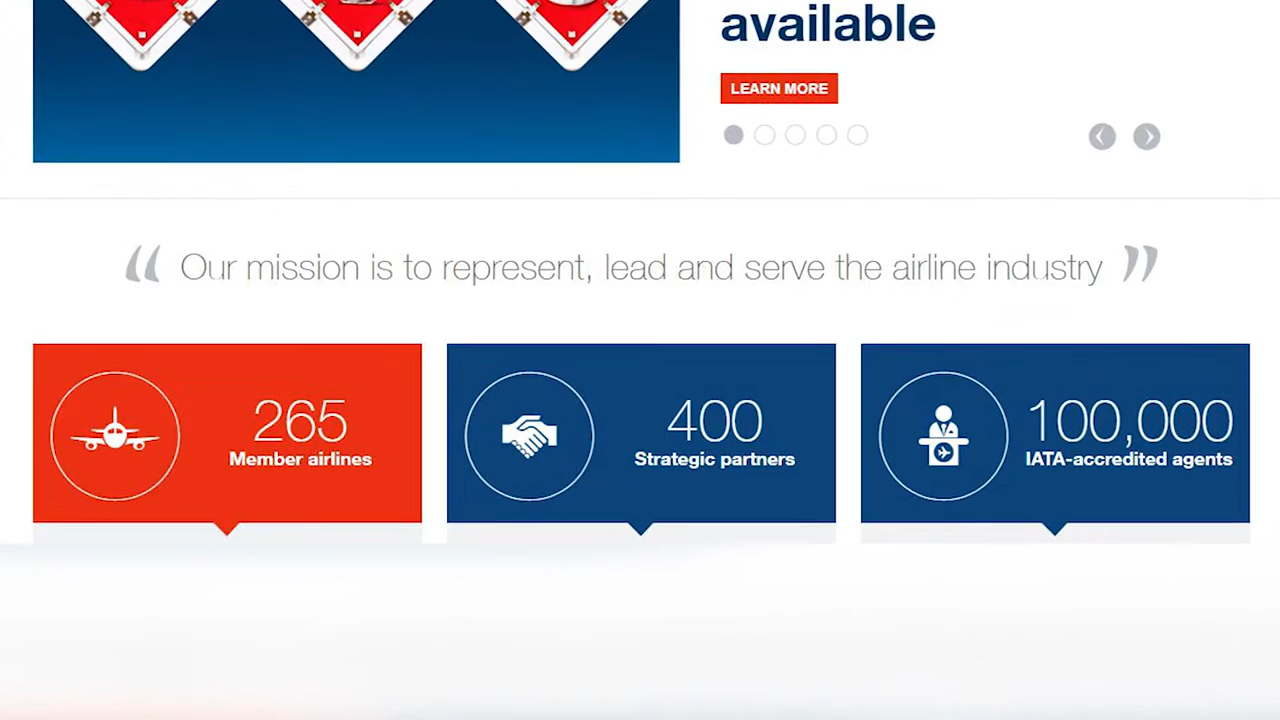 available
LEARN MORE
“ Our mission is to represent, lead and serve the airline industry ”
265
Member airlines
400
Strategic partners
100,000
IATA-accredited agents